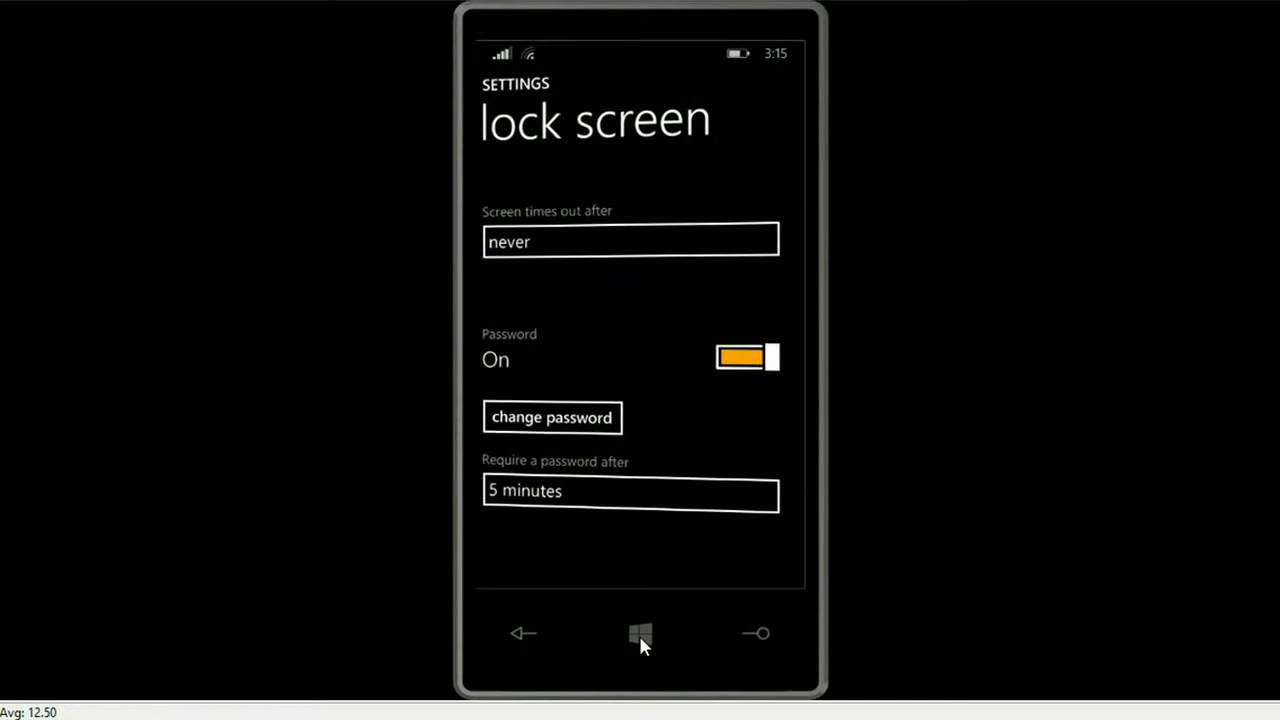 3:15
SETTINGS
lock screen
Screen times out after
never
Password
On
change password
Require a password after
5 minutes
Avg: 12.50